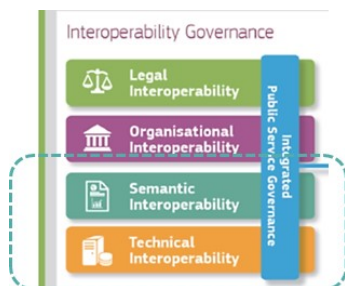 Interoperability Governance
Legal
Interoperability
Organisational
Interoperability
Semantic
Interoperability
Technical
Interoperability
Integrated
Public Service Governance